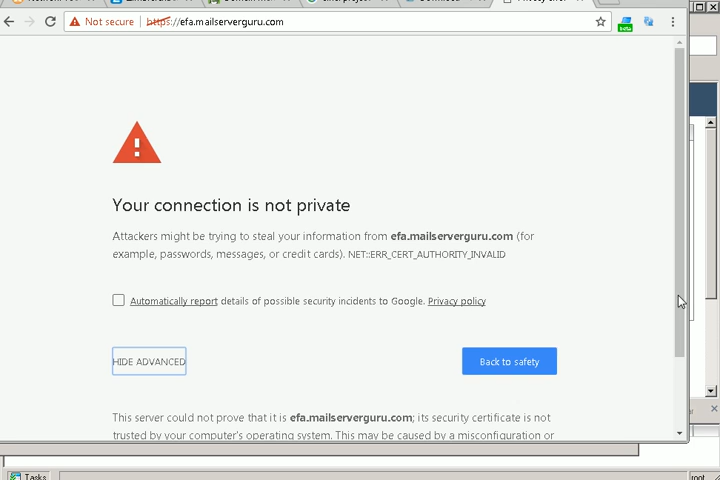 Not secure | https://efa.mailserverguru.com
beta
Your connection is not private
Attackers might be trying to steal your information from efa.mailserverguru.com (for
example, passwords, messages, or credit cards). NET::ERR_CERT_AUTHORITY_INVALID
Automatically report details of possible security incidents to Google. Privacy policy
HIDE ADVANCED
Back to safety
This server could not prove that it is efa.mailserverguru.com; its security certificate is not
trusted by your computer's operating system. This may be caused by a misconfiguration or
Tasks
root